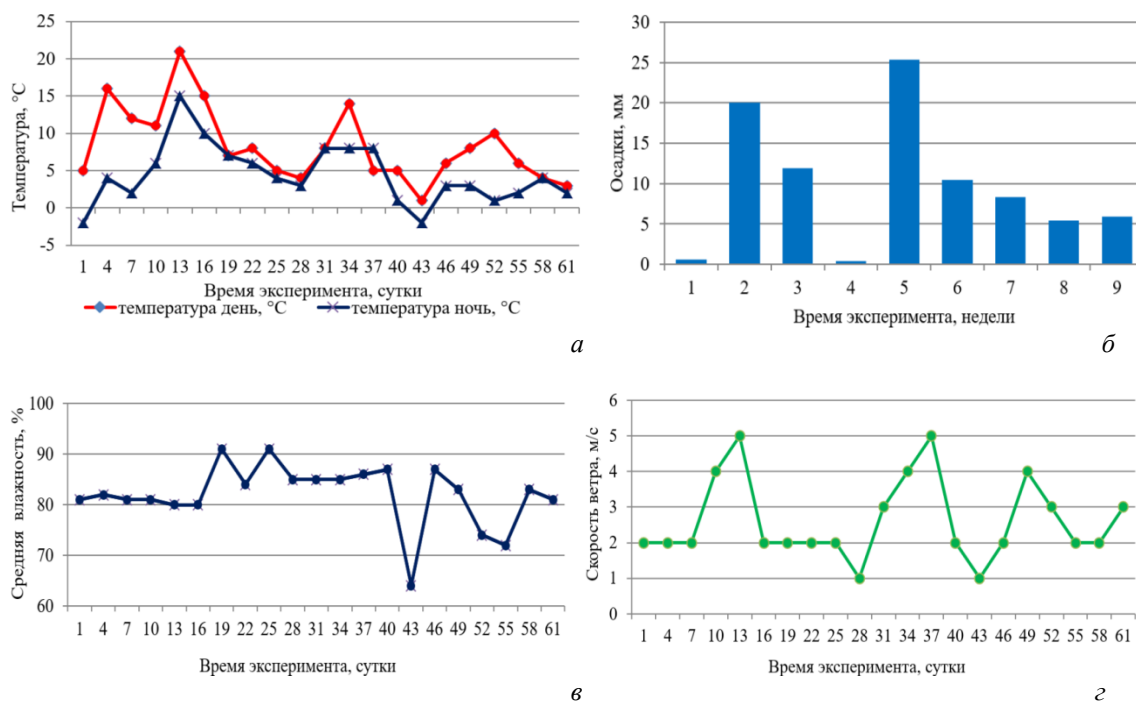 25
20
15
10
5
0
-5
Температура, °С
1 4 7 10 13 16 19 22 25 28 31 34 37 40 43 46 49 52 55 58 61
Время эксперимента, сутки
температура день, °С температура ночь, °С
а
30
25
20
15
10
5
0
Осадки, мм
1 2 3 4 5 6 7 8 9
Время эксперимента, недели
б
100
90
80
70
60
Средняя влажность, %
1 4 7 10 13 16 19 22 25 28 31 34 37 40 43 46 49 52 55 58 61
Время эксперимента, сутки
в
6
5
4
3
2
1
0
Скорость ветра, м/с
1 4 7 10 13 16 19 22 25 28 31 34 37 40 43 46 49 52 55 58 61
Время эксперимента, сутки
г